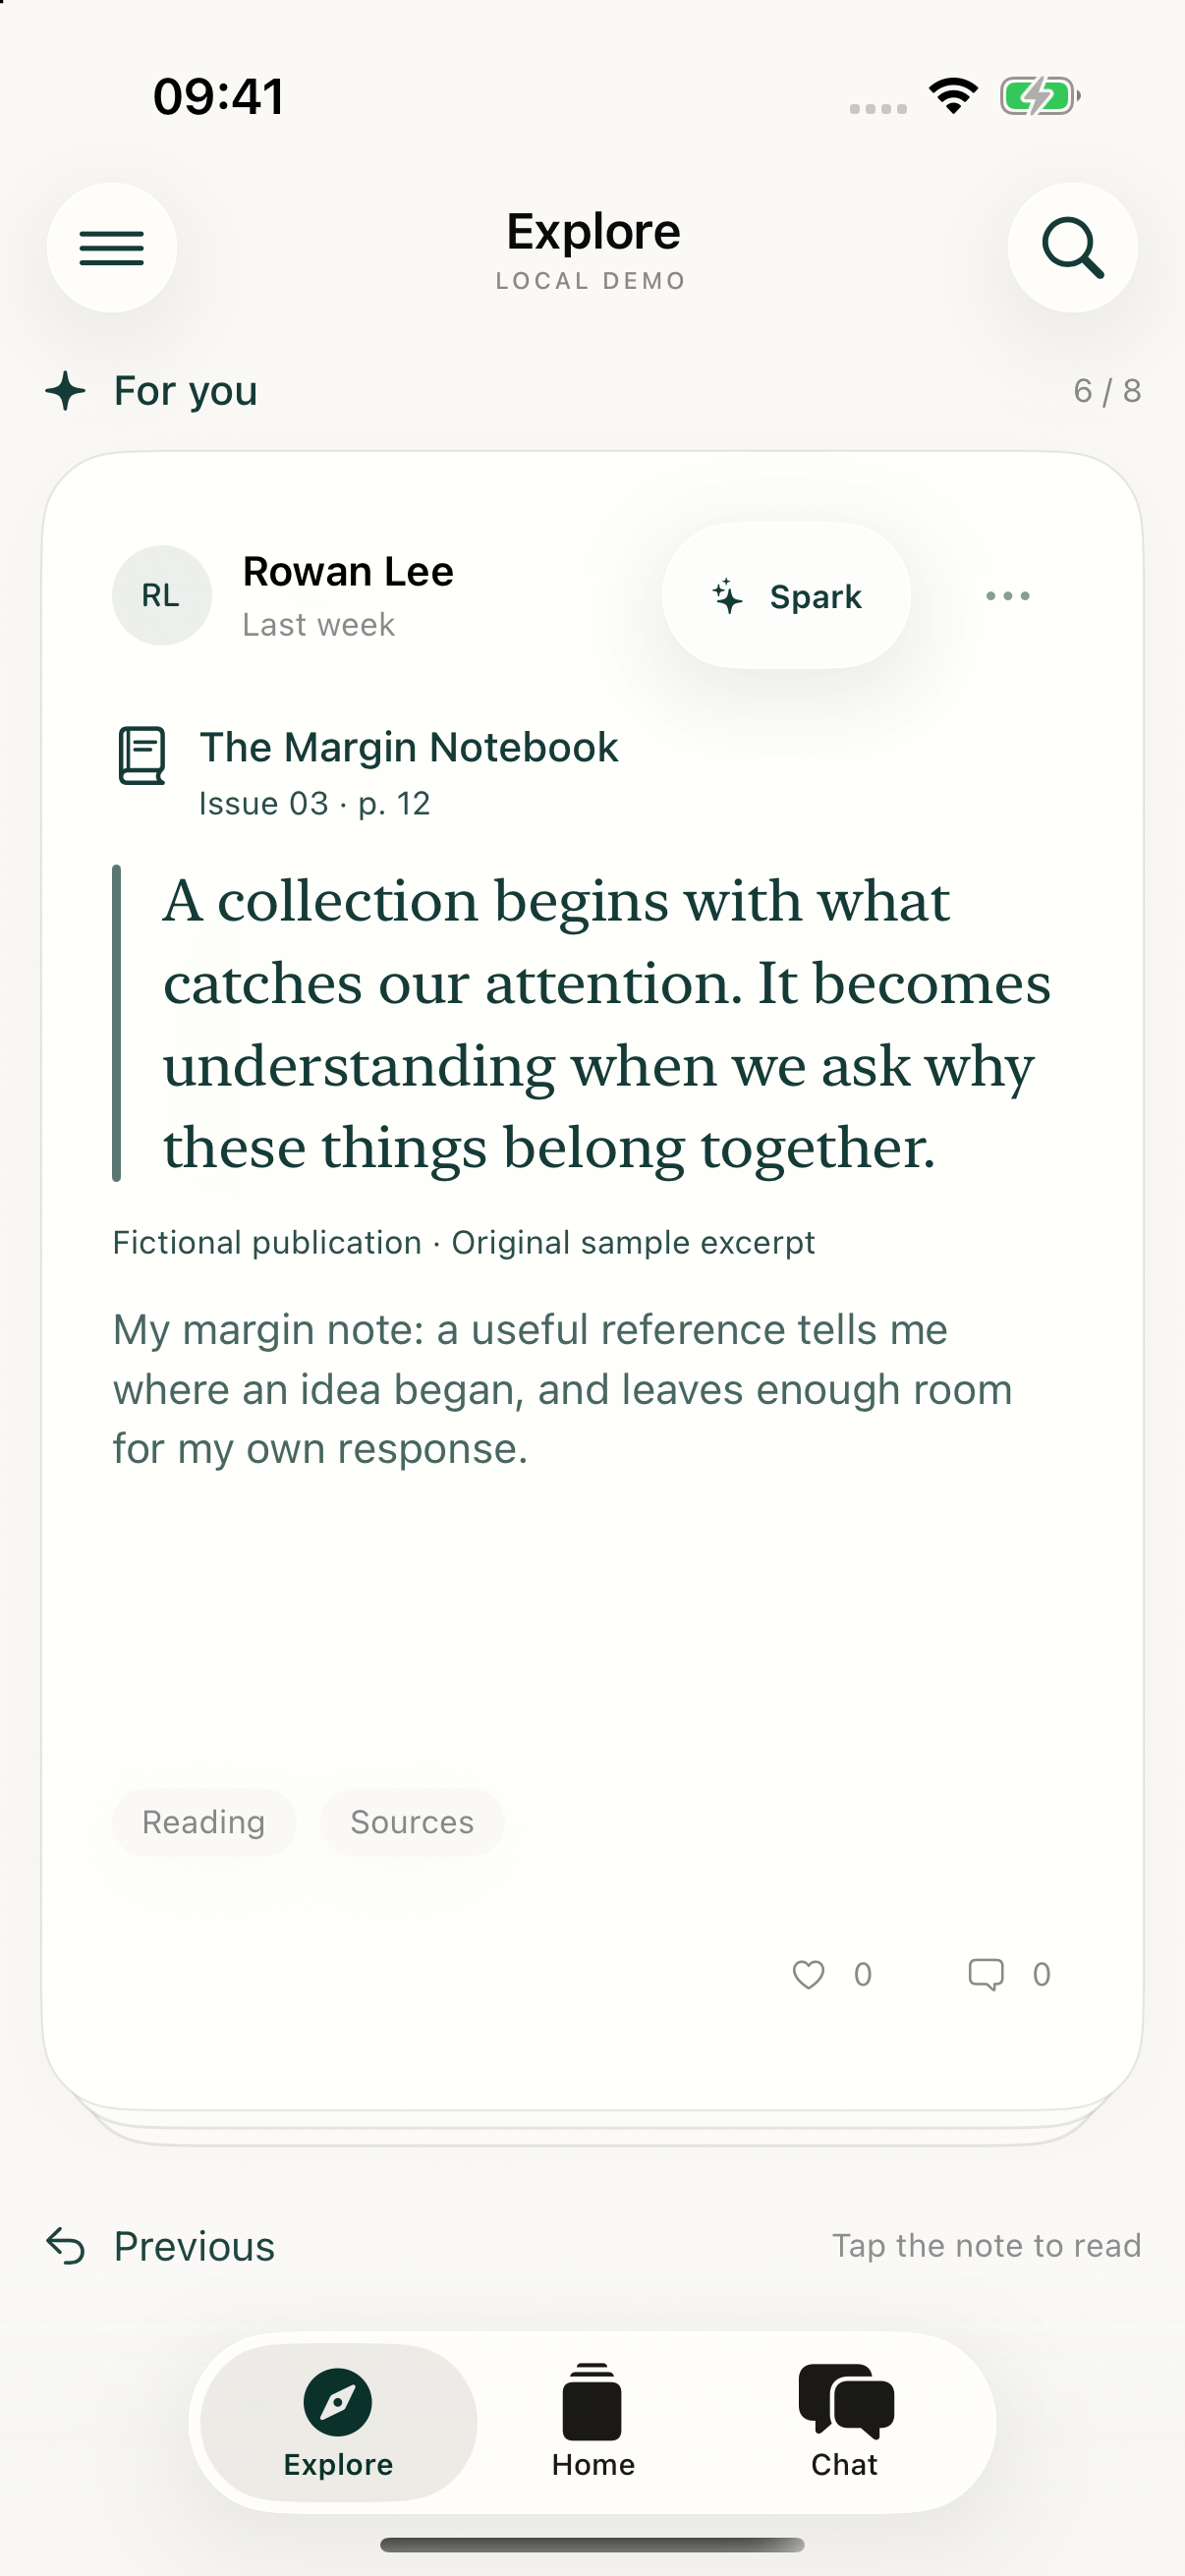 09:41
Explore
LOCAL DEMO
For you
6 / 8
RL
Rowan Lee
Last week
Spark
The Margin Notebook
Issue 03 · p. 12
A collection begins with what
catches our attention. It becomes
understanding when we ask why
these things belong together.
Fictional publication · Original sample excerpt
My margin note: a useful reference tells me
where an idea began, and leaves enough room
for my own response.
Reading
Sources
0
0
Previous
Tap the note to read
Explore
Home
Chat